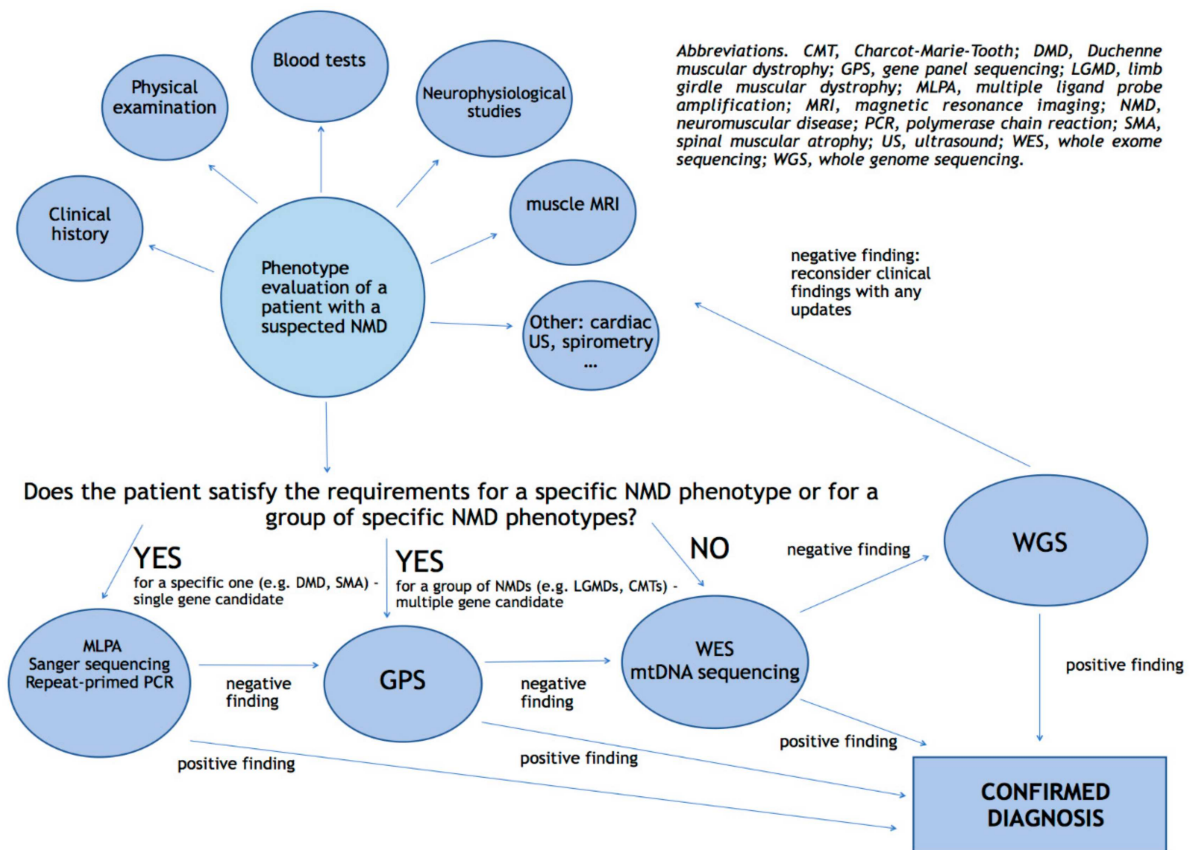 Blood tests
Physical
examination
Neurophysiological
studies
Clinical
history
muscle MRI
Phenotype
evaluation of a
patient with a
suspected NMD
Other: cardiac
US, spirometry
...
Abbreviations. CMT, Charcot-Marie-Tooth; DMD, Duchenne
muscular dystrophy; GPS, gene panel sequencing; LGMD, limb
girdle muscular dystrophy; MLPA, multiple ligand probe
amplification; MRI, magnetic resonance imaging; NMD,
neuromuscular disease; PCR, polymerase chain reaction; SMA,
spinal muscular atrophy; US, ultrasound; WES, whole exome
sequencing; WGS, whole genome sequencing.
negative finding:
reconsider clinical
findings with any
updates
Does the patient satisfy the requirements for a specific NMD phenotype or for a
group of specific NMD phenotypes?
YES
for a specific one (e.g. DMD, SMA) -
single gene candidate
YES
for a group of NMDs (e.g. LGMDs, CMTs) -
multiple gene candidate
NO
negative finding
WGS
MLPA
Sanger sequencing
Repeat-primed PCR
negative
finding
GPS
negative
finding
WES
mtDNA sequencing
positive finding
positive finding
positive finding
positive finding
CONFIRMED
DIAGNOSIS